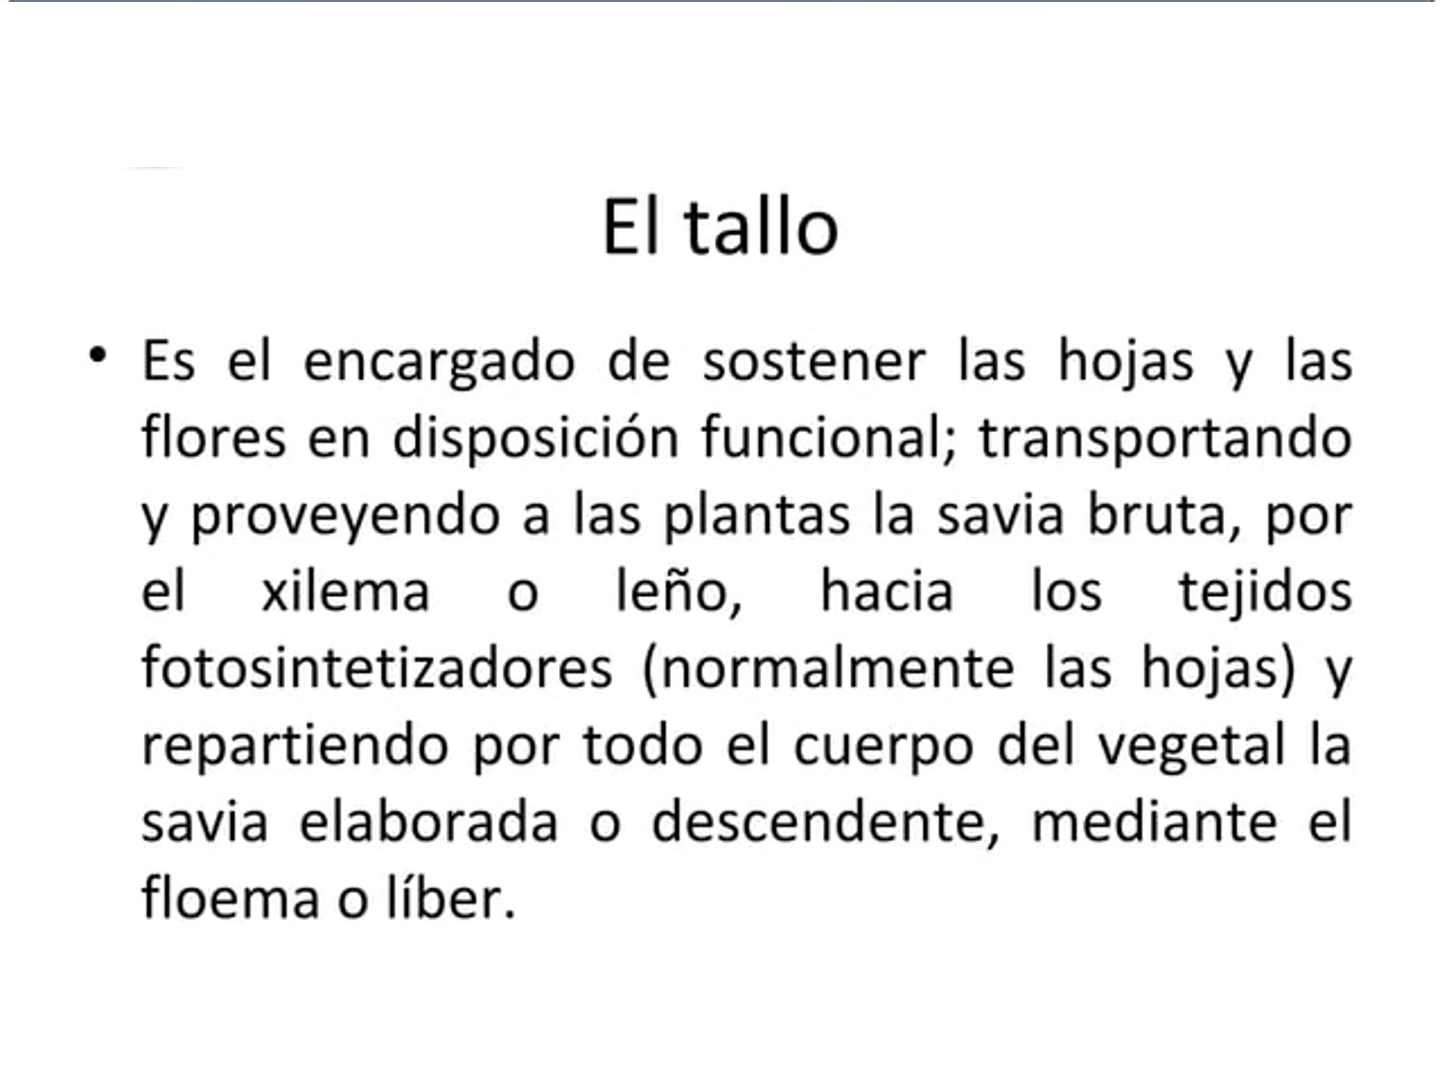 El tallo
• Es el encargado de sostener las hojas y las
flores en disposición funcional; transportando
y proveyendo a las plantas la savia bruta, por
el xilema o leño, hacia los tejidos
fotosintetizadores (normalmente las hojas) y
repartiendo por todo el cuerpo del vegetal la
savia elaborada o descendente, mediante el
floema o líber.